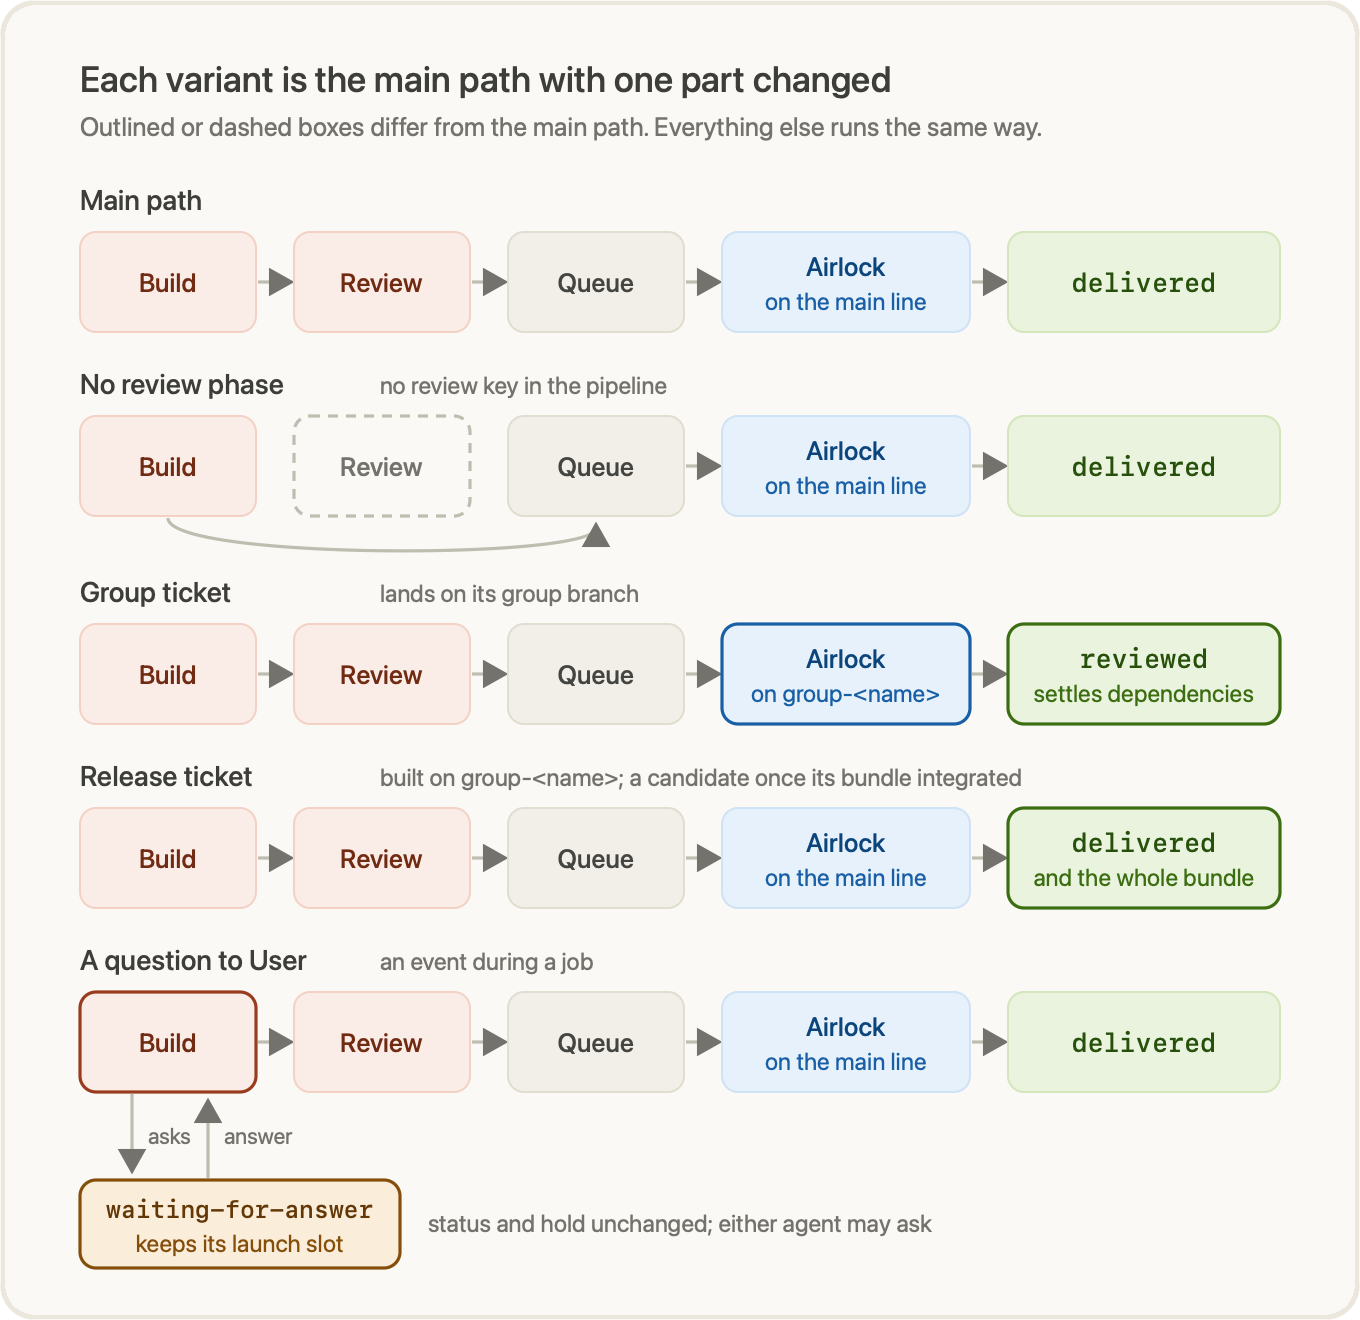 Each variant is the main path with one part changed
Outlined or dashed boxes differ from the main path. Everything else runs the same way.
Main path
Build
Review
Queue
Airlock
on the main line
delivered
No review phase
no review key in the pipeline
Build
Review
Queue
Airlock
on the main line
delivered
Group ticket
lands on its group branch
Build
Review
Queue
Airlock
on group-<name>
reviewed
settles dependencies
Release ticket
built on group-<name>; a candidate once its bundle integrated
Build
Review
Queue
Airlock
on the main line
delivered
and the whole bundle
A question to User
an event during a job
Build
Review
Queue
Airlock
on the main line
delivered
asks
answer
waiting-for-answer
keeps its launch slot
status and hold unchanged; either agent may ask